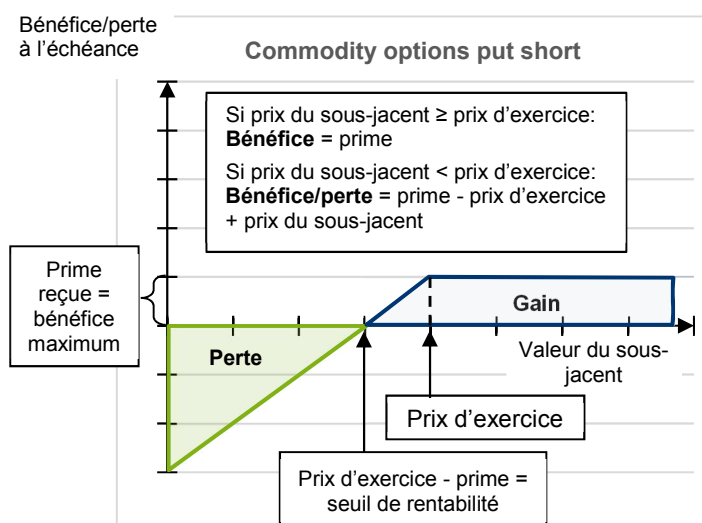 Bénéfice/perte
à l’échéance
Commodity options put short
Si prix du sous-jacent ≥ prix d’exercice:
Bénéfice = prime
Si prix du sous-jacent < prix d’exercice:
Bénéfice/perte = prime - prix d’exercice
+ prix du sous-jacent
Prime
reçue =
bénéfice
maximum
Gain
Perte
Valeur du sous-
jacent
Prix d’exercice
Prix d’exercice - prime =
seuil de rentabilité